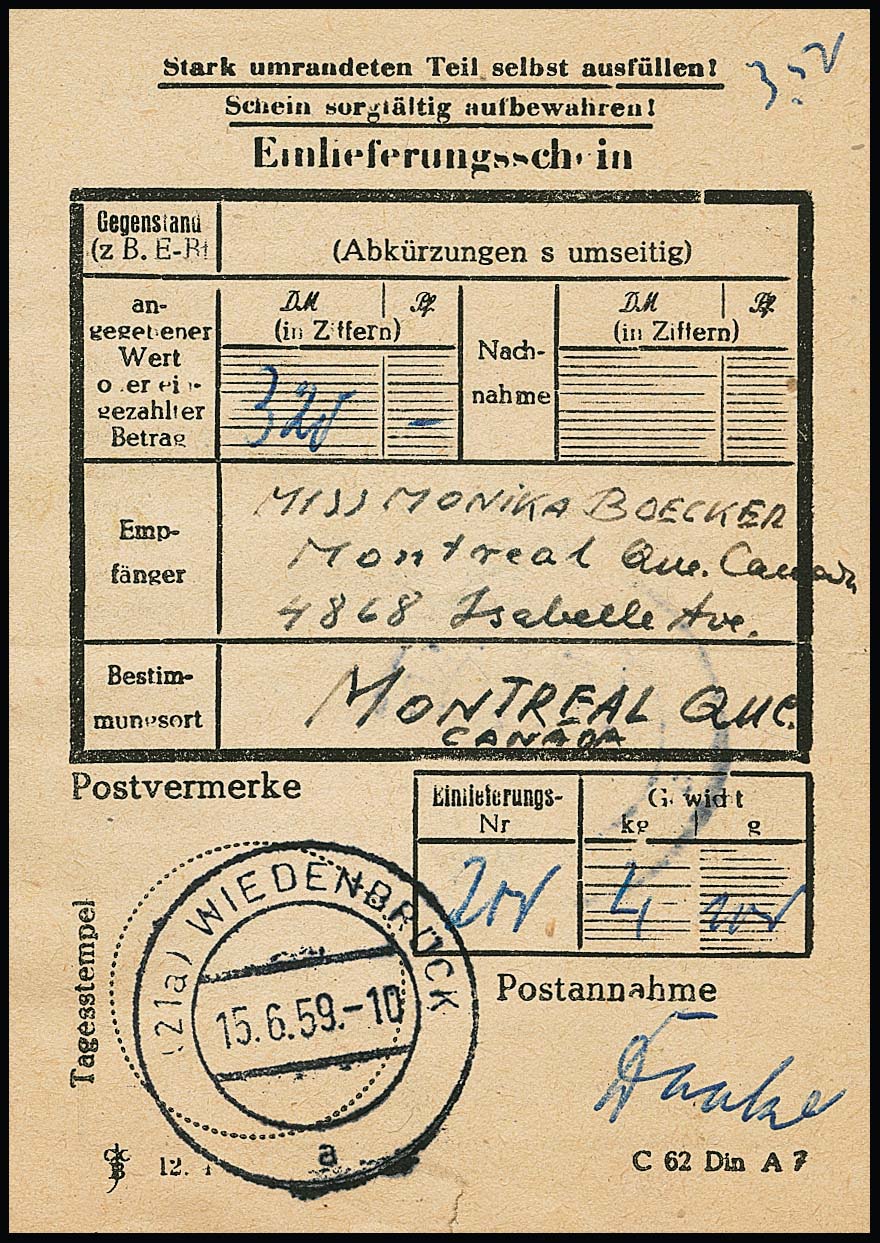 Stark umrandeten Teil selbst ausfüllen!
Schein sorgfältig aufbewahren!
Einlieferungsschein
Gegenstand
(z B. E-Bf
(Abkürzungen s umseitig)
an-
gegebener
Wert
oder ein-
gezahlter
Betrag
DM Pf
(in Ziffern)
320 -
Nach-
nahme
DM Pf
(in Ziffern)
Emp-
fänger
MISS MONIKA BOECKER
Montreal Que. Canada
4868 Isabelle Ave.
Bestim-
mungsort
MONTREAL QUE.
CANADA
Postvermerke
Einlieferungs-
Nr
Gewicht
kg g
4
Tagesstempel
(21a) WIEDENBRÜCK
15.6.59.-10
a
Postannahme
12.
C 62 Din A 7